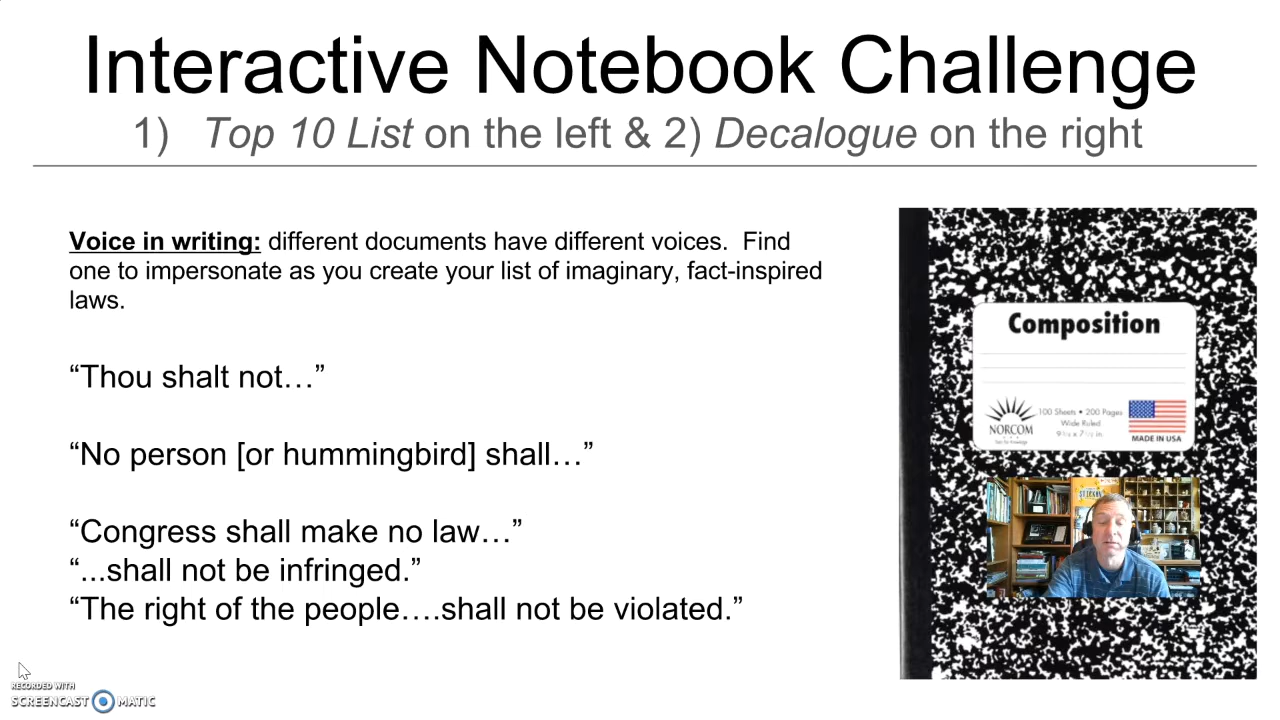 Interactive Notebook Challenge
1) Top 10 List on the left & 2) Decalogue on the right
Voice in writing: different documents have different voices. Find
one to impersonate as you create your list of imaginary, fact-inspired
laws.
“Thou shalt not…”
“No person [or hummingbird] shall…”
“Congress shall make no law…”
“...shall not be infringed.”
“The right of the people….shall not be violated.”
Composition
100 Sheets • 200 Pages
Wide Ruled
NORCOM
MADE IN USA
RECORDED WITH
SCREENCAST MATIC